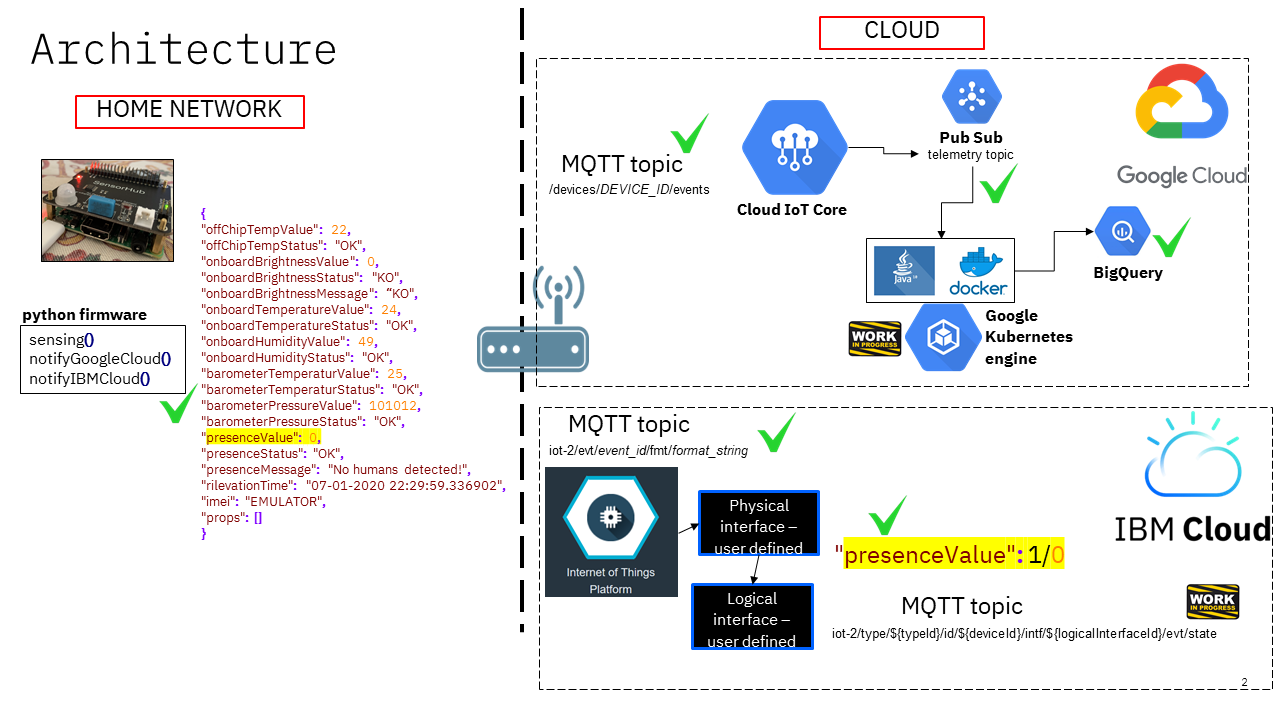 Architecture
HOME NETWORK
SensorHub
python firmware
sensing()
notifyGoogleCloud()
notifyIBMCloud()
{
"offChipTempValue": 22,
"offChipTempStatus": "OK",
"onboardBrightnessValue": 0,
"onboardBrightnessStatus": "KO",
"onboardBrightnessMessage": “KO",
"onboardTemperatureValue": 24,
"onboardTemperatureStatus": "OK",
"onboardHumidityValue": 49,
"onboardHumidityStatus": "OK",
"barometerTemperaturValue": 25,
"barometerTemperaturStatus": "OK",
"barometerPressureValue": 101012,
"barometerPressureStatus": "OK",
"presenceValue": 0,
"presenceStatus": "OK",
"presenceMessage": "No humans detected!",
"rilevationTime": "07-01-2020 22:29:59.336902",
"imei": "EMULATOR",
"props": []
}
CLOUD
MQTT topic
/devices/DEVICE_ID/events
Cloud IoT Core
Pub Sub
telemetry topic
Google Cloud
Java™
docker
BigQuery
WORK
IN PROGRESS
Google
Kubernetes
engine
MQTT topic
iot-2/evt/event_id/fmt/format_string
Internet of Things
Platform
Physical
interface –
user defined
Logical
interface –
user defined
"presenceValue": 1/0
IBM Cloud
WORK
IN PROGRESS
MQTT topic
iot-2/type/${typeId}/id/${deviceId}/intf/${logicalInterfaceId}/evt/state
2